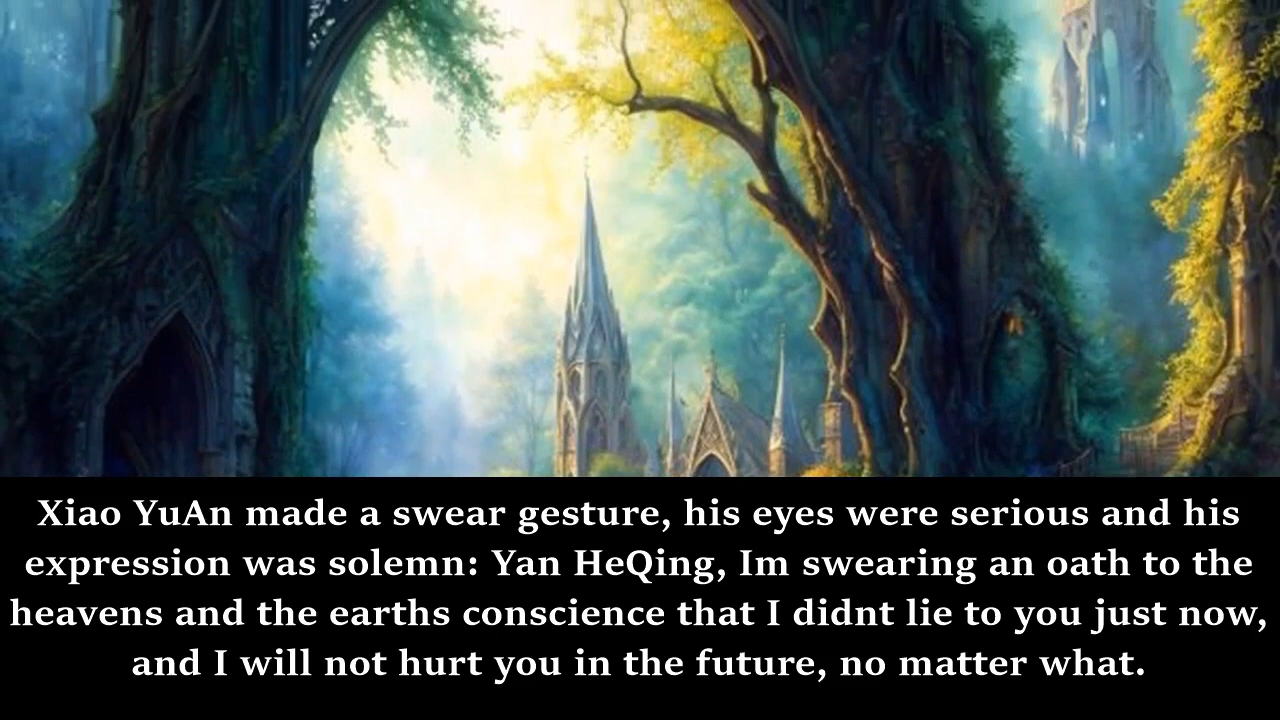 Xiao YuAn made a swear gesture, his eyes were serious and his
expression was solemn: Yan HeQing, Im swearing an oath to the
heavens and the earths conscience that I didnt lie to you just now,
and I will not hurt you in the future, no matter what.